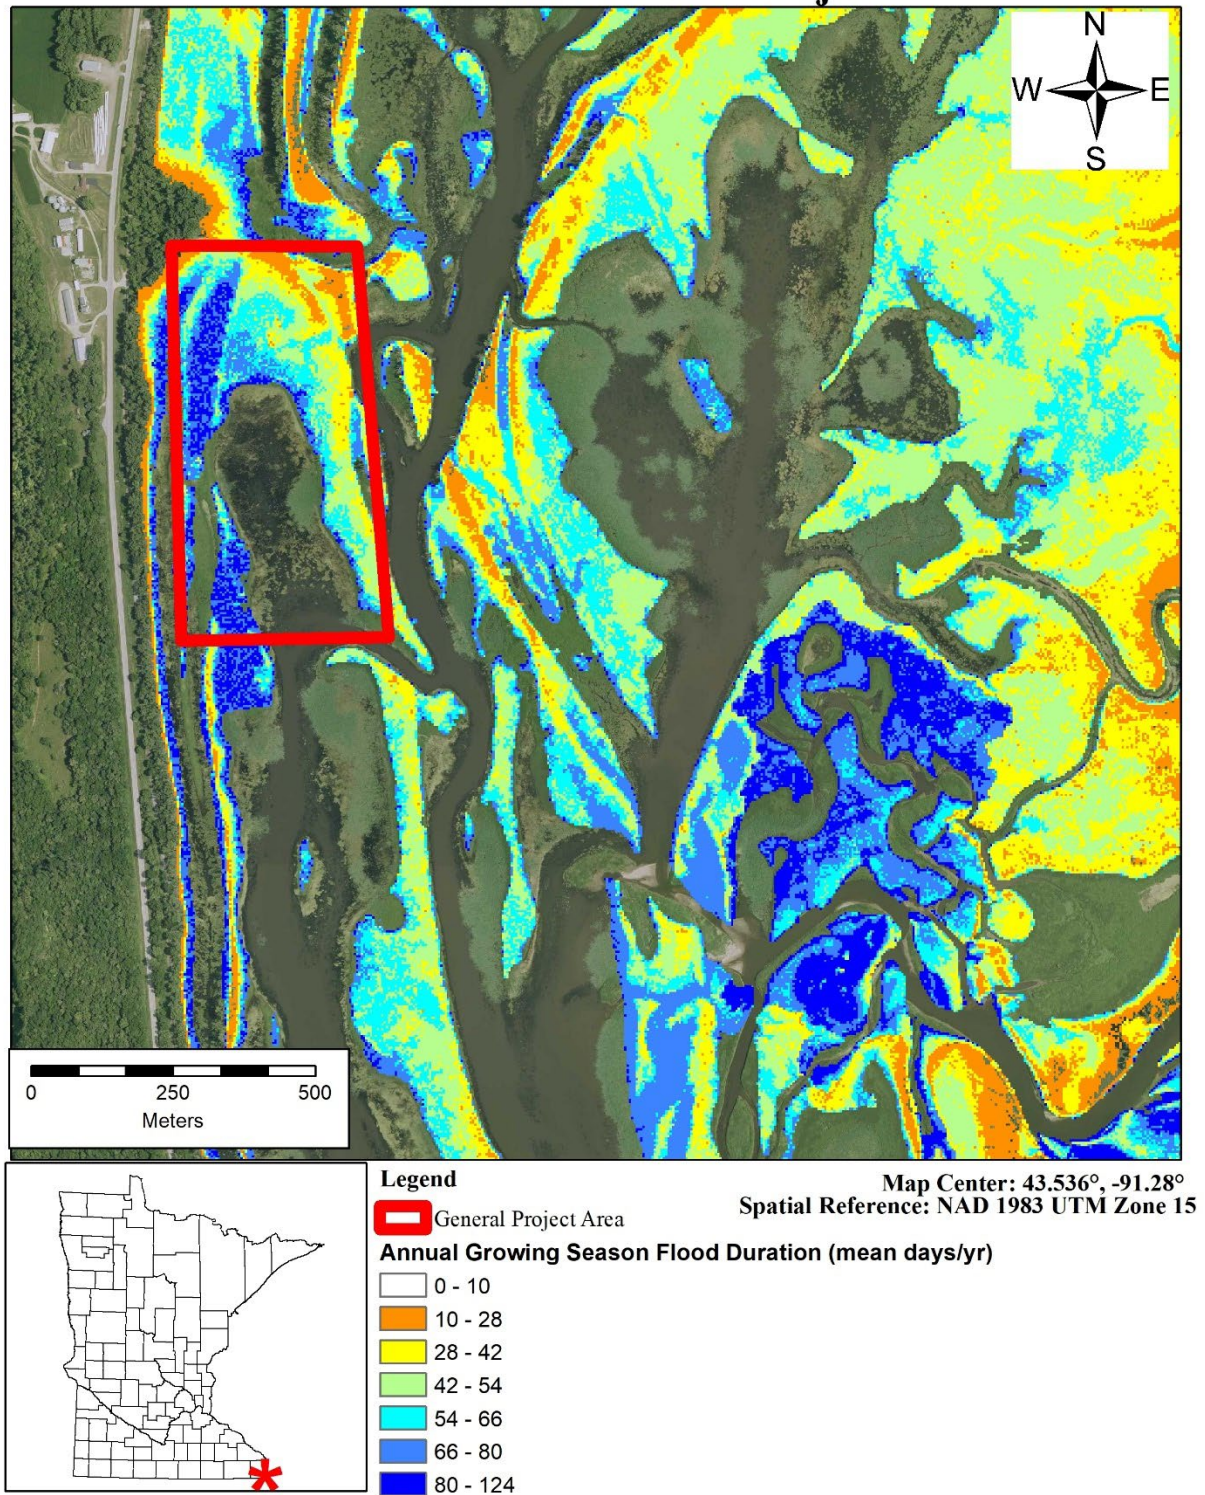 N
W E
S
0 250 500
Meters
Legend
General Project Area
Map Center: 43.536°, -91.28°
Spatial Reference: NAD 1983 UTM Zone 15
Annual Growing Season Flood Duration (mean days/yr)
0 - 10
10 - 28
28 - 42
42 - 54
54 - 66
66 - 80
80 - 124
*